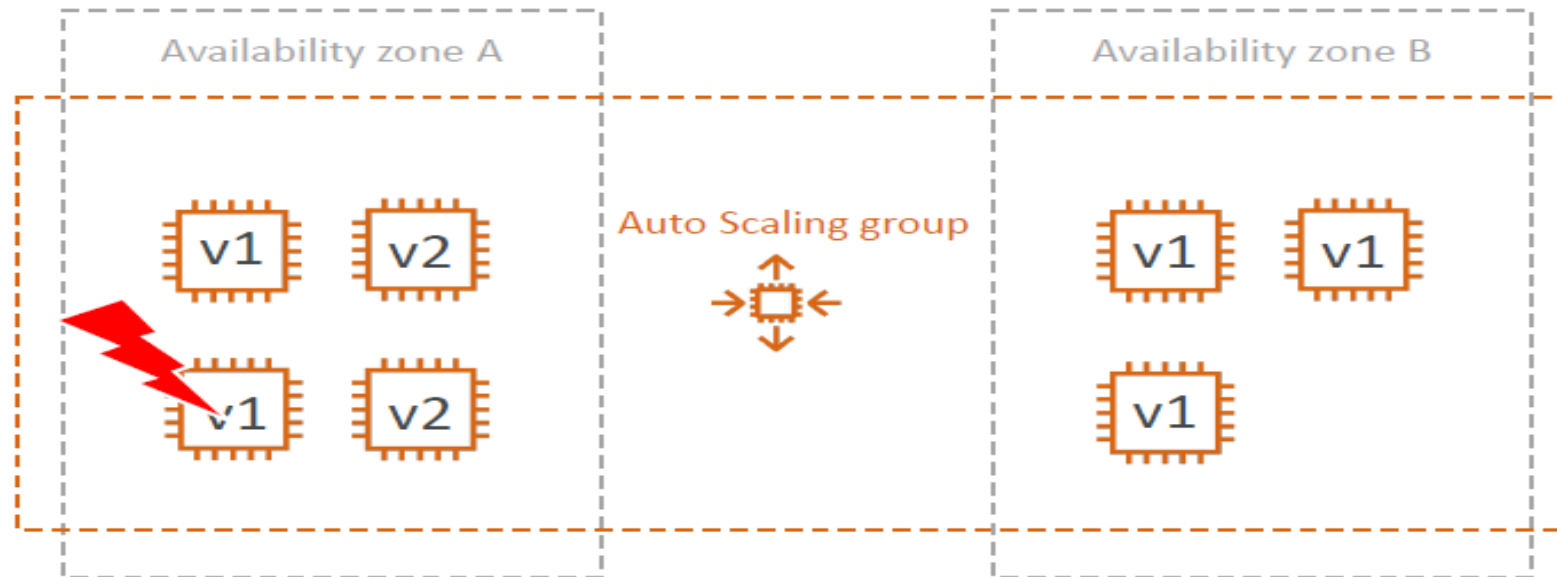 Availability zone A
Availability zone B
Auto Scaling group
v1
v2
v1
v1
v1
v2
v1